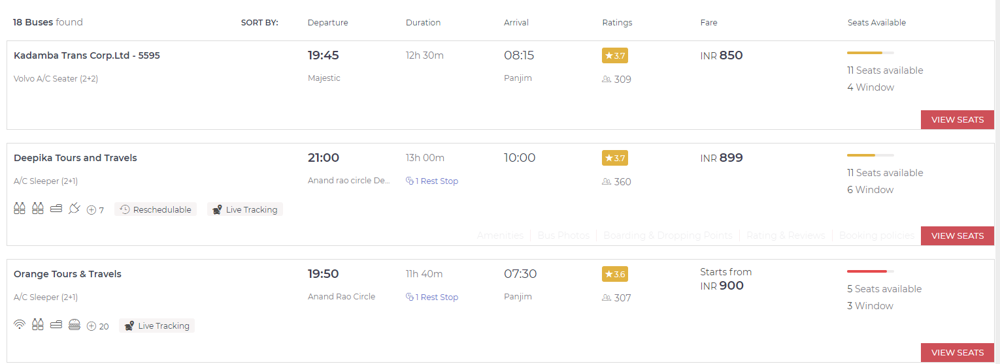 18 Buses found SORT BY: Departure Duration Arrival Ratings Fare Seats Available
Kadamba Trans Corp.Ltd - 5595 19:45 12h 30m 08:15 3.7 INR 850
Volvo A/C Seater (2+2) Majestic Panjim 309 11 Seats available
4 Window
VIEW SEATS
Deepika Tours and Travels 21:00 13h 00m 10:00 3.7 INR 899
A/C Sleeper (2+1) Anand rao circle De... 1 Rest Stop 360 11 Seats available
6 Window
7 Reschedulable Live Tracking
Amenities Bus Photos Boarding & Dropping Points Rating & Reviews Booking policies VIEW SEATS
Orange Tours & Travels 19:50 11h 40m 07:30 3.6 Starts from
INR 900
A/C Sleeper (2+1) Anand Rao Circle 1 Rest Stop Panjim 307 5 Seats available
3 Window
20 Live Tracking
VIEW SEATS